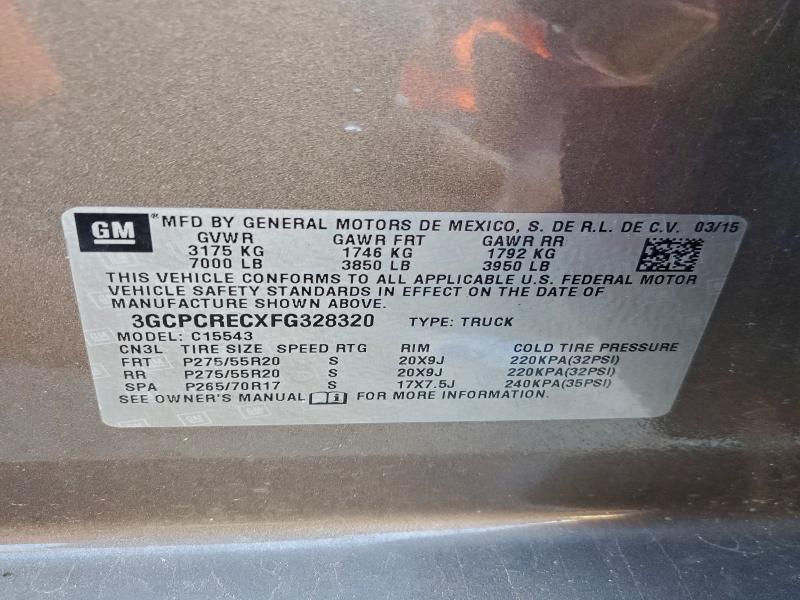 GM ® MFD BY GENERAL MOTORS DE MEXICO, S. DE R.L. DE C.V. 03/15
GVWR GAWR FRT GAWR RR
3175 KG 1746 KG 1792 KG
7000 LB 3850 LB 3950 LB
THIS VEHICLE CONFORMS TO ALL APPLICABLE U.S. FEDERAL MOTOR
VEHICLE SAFETY STANDARDS IN EFFECT ON THE DATE OF
MANUFACTURE SHOWN ABOVE.
3GCPCRECXFG328320 TYPE: TRUCK
MODEL: C15543
CN3L TIRE SIZE SPEED RTG RIM COLD TIRE PRESSURE
FRT P275/55R20 S 20X9J 220KPA(32PSI)
RR P275/55R20 S 20X9J 220KPA(32PSI)
SPA P265/70R17 S 17X7.5J 240KPA(35PSI)
SEE OWNER'S MANUAL FOR MORE INFORMATION.